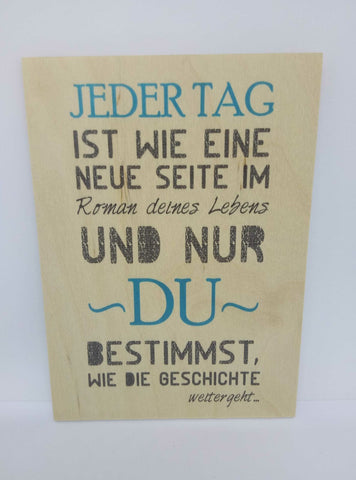 JEDER TAG
IST WIE EINE
NEUE SEITE IM
Roman deines Lebens
UND NUR
~DU~
BESTIMMST,
WIE DIE GESCHICHTE
weitergeht...